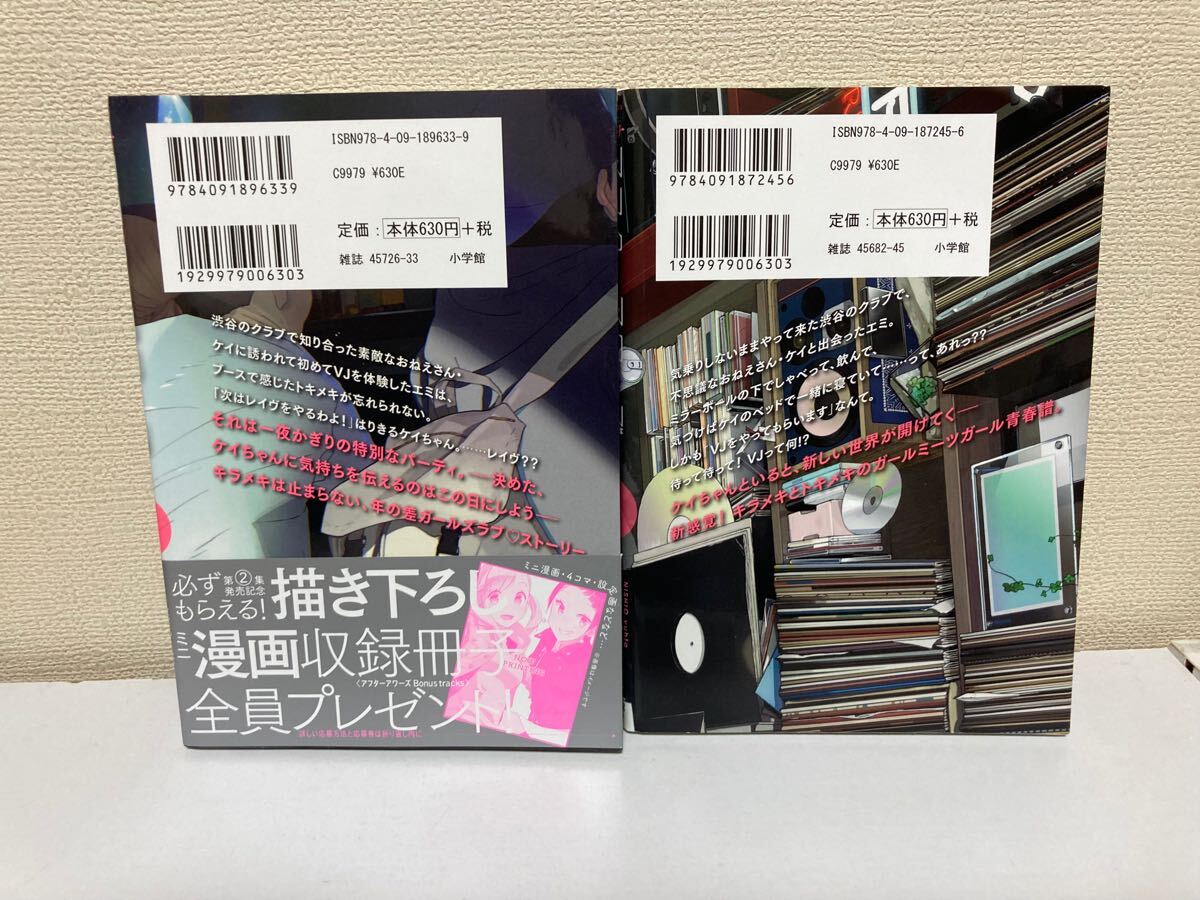 ISBN978-4-09-189633-9
C9979 ¥630E
9784091896339
定価：本体630円+税
雑誌 45726-33 小学館
1929979006303
渋谷のクラブで知り合った素敵なおねえさん・
ケイに誘われて初めてVJを体験したエミは、
ブースで感じたトキメキが忘れられない。
「次はレイヴをやるわよ！」はりきるケイちゃん。……レイヴ??
それは一夜かぎりの特別なパーティ。――決めた、
ケイちゃんに気持ちを伝えるのはこの日にしよう――
キラメキは止まらない、年の差ガールズラブ♡ストーリー
必ずもらえる!
第②集発売記念
描き下ろし
ミニ漫画収録冊子
〈アフターアワーズ Bonus tracks〉
全員プレゼント!!
詳しい応募方法と応募券は折り返し内に
ミニ漫画・4コマ・
などなど…
※画像はイメージです
ISBN978-4-09-187245-6
C9979 ¥630E
9784091872456
定価：本体630円+税
雑誌 45682-45 小学館
1929979006303
気乗りしないままやって来た渋谷のクラブで、
不思議なおねえさん・ケイと出会ったエミ。
ミラーボールの下でしゃべって、飲んで、
気づけばケイのベッドで一緒に寝ていて……って、あれっ??
しかも「VJをやってもらいます」なんて。
待って待って！VJって何!?
ケイちゃんといると、新しい世界が開けてく――
新感覚！キラメキとトキメキのガールミーツガール青春譜。
NISHIO Yuhta